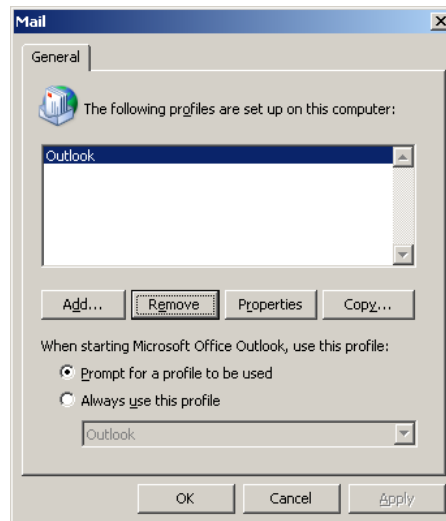 Mail
General
The following profiles are set up on this computer:
Outlook
Add... Remove Properties Copy...
When starting Microsoft Office Outlook, use this profile:
Prompt for a profile to be used
Always use this profile
Outlook
OK Cancel Apply